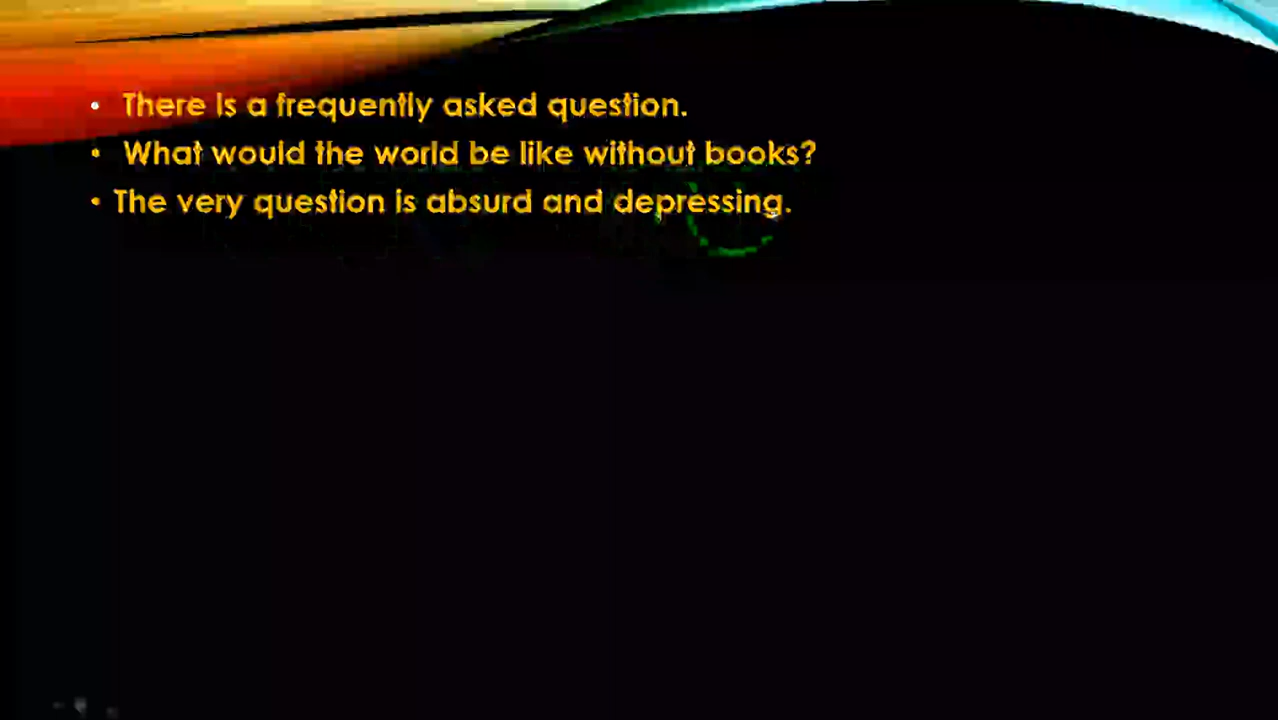 • There is a frequently asked question.
• What would the world be like without books?
• The very question is absurd and depressing.